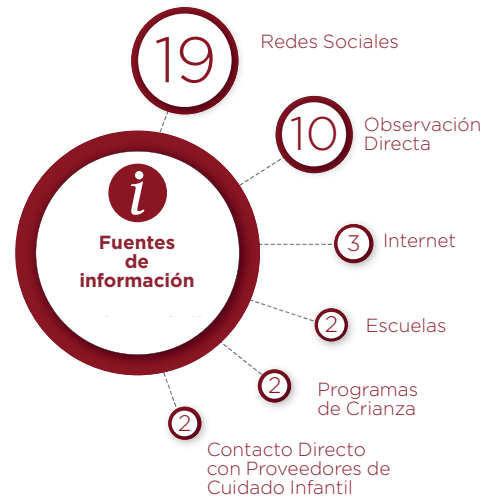 19
Redes Sociales
10
Observación
Directa
i
Fuentes
de
información
3
Internet
2
Escuelas
2
Programas
de Crianza
2
Contacto Directo
con Proveedores de
Cuidado Infantil